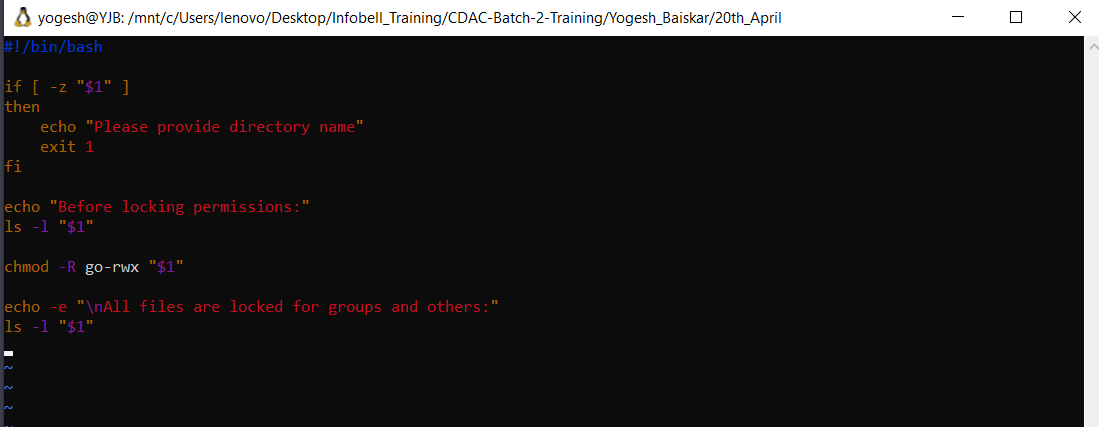 yogesh@YJB: /mnt/c/Users/lenovo/Desktop/Infobell_Training/CDAC-Batch-2-Training/Yogesh_Baiskar/20th_April
#!/bin/bash
if [ -z "$1" ]
then
    echo "Please provide directory name"
    exit 1
fi
echo "Before locking permissions:"
ls -l "$1"
chmod -R go-rwx "$1"
echo -e "\nAll files are locked for groups and others:"
ls -l "$1"
~
~
~